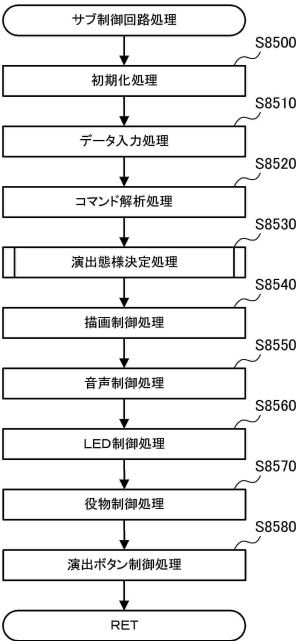 サブ制御回路処理
S8500
初期化処理
S8510
データ入力処理
S8520
コマンド解析処理
S8530
演出態様決定処理
S8540
描画制御処理
S8550
音声制御処理
S8560
LED制御処理
S8570
役物制御処理
S8580
演出ボタン制御処理
RET